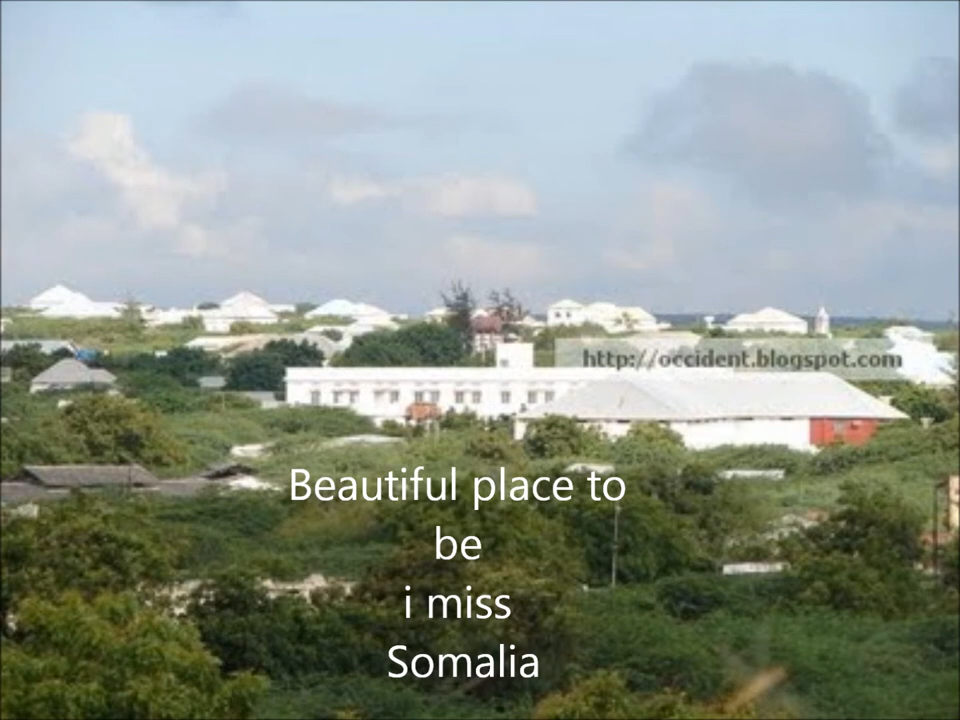 http://occident.blogspot.com
Beautiful place to
be
i miss
Somalia